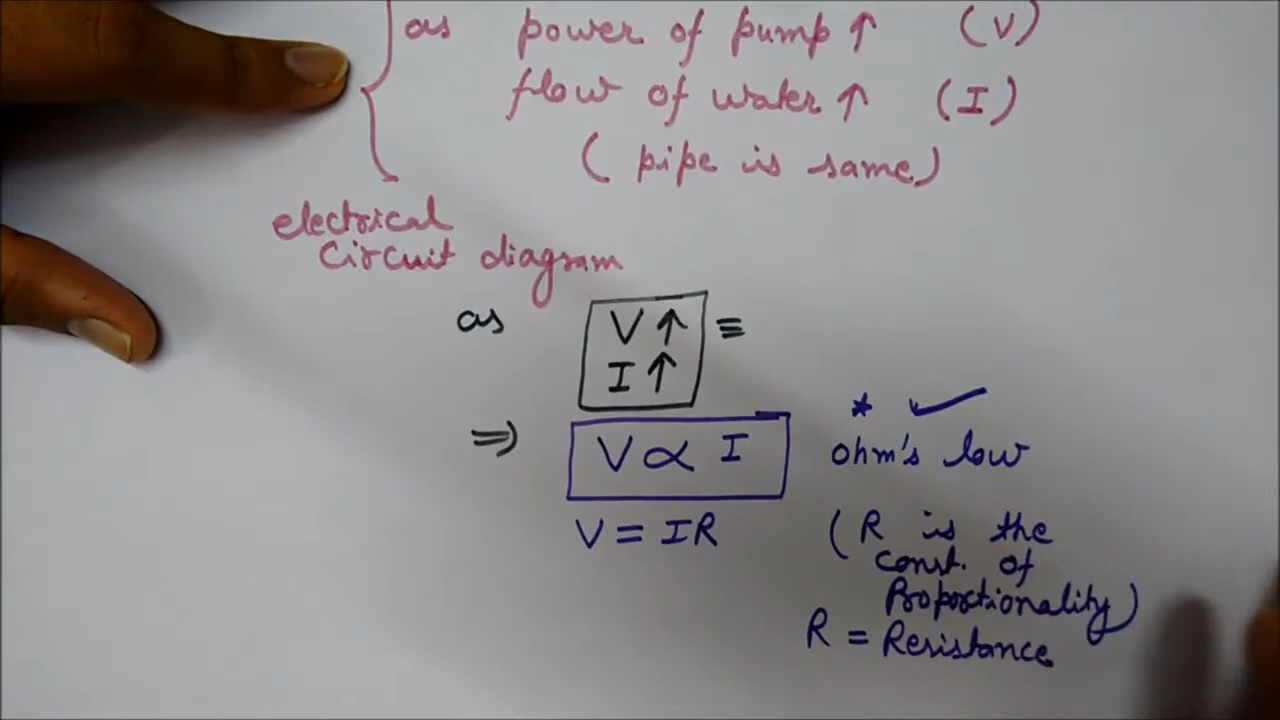 as power of pump ↑ (V)
flow of water ↑ (I)
( pipe is same)
electrical
Circuit diagram
as V ↑ ≡
I ↑
⇒ V ∝ I
* ✓
ohm's low
V = IR
( R is the
const. of
Proportionality)
R = Resistance